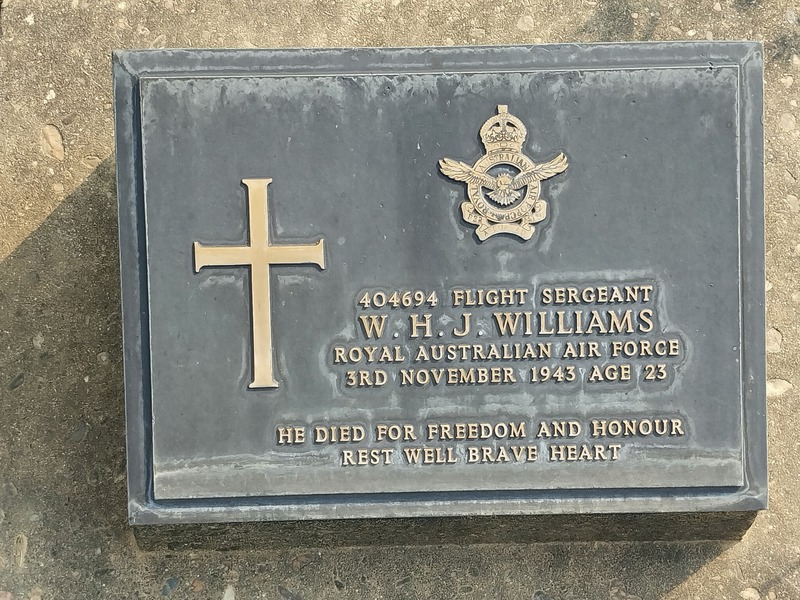 404694 FLIGHT SERGEANT
W. H. J. WILLIAMS
ROYAL AUSTRALIAN AIR FORCE
3RD NOVEMBER 1943 AGE 23
HE DIED FOR FREEDOM AND HONOUR
REST WELL BRAVE HEART